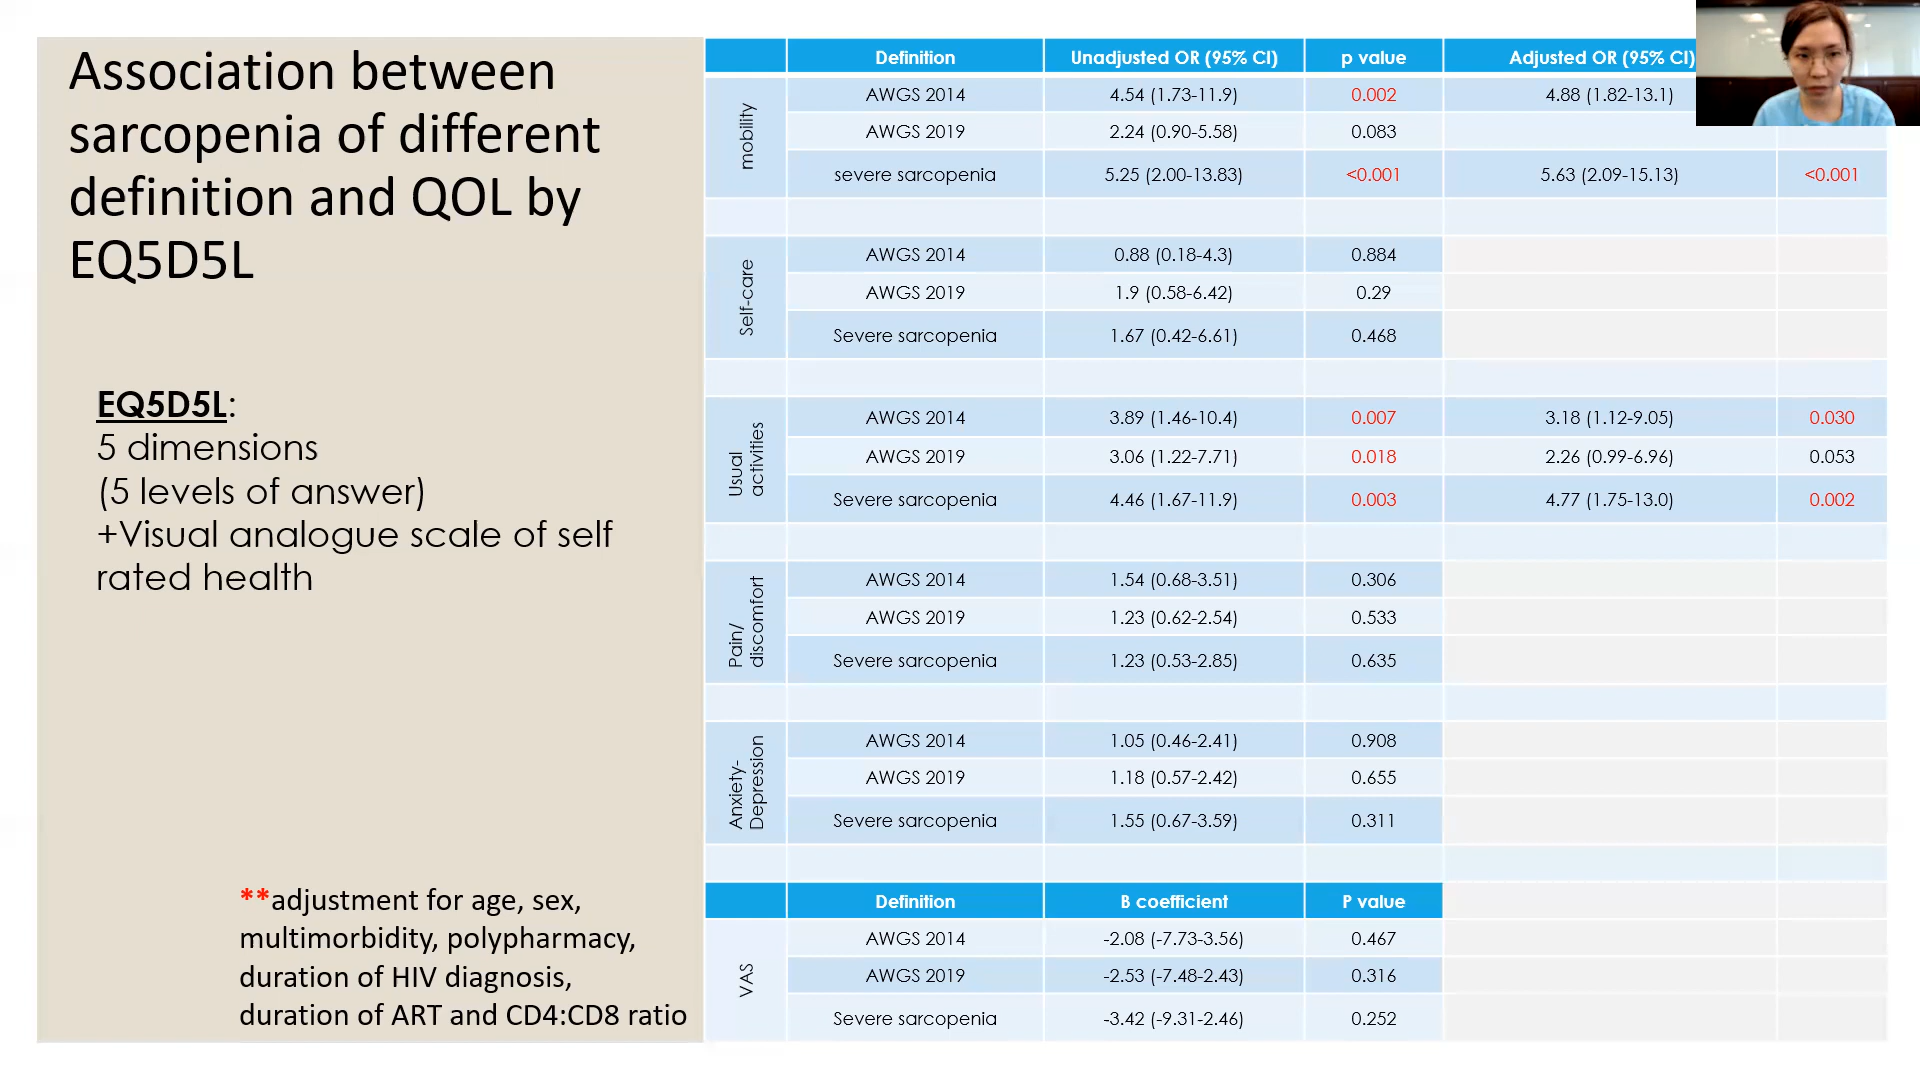 Association between
sarcopenia of different
definition and QOL by
EQ5D5L
EQ5D5L:
5 dimensions
(5 levels of answer)
+Visual analogue scale of self
rated health
**adjustment for age, sex,
multimorbidity, polypharmacy,
duration of HIV diagnosis,
duration of ART and CD4:CD8 ratio
Definition Unadjusted OR (95% CI) p value Adjusted OR (95% CI)
mobility
AWGS 2014 4.54 (1.73-11.9) 0.002 4.88 (1.82-13.1)
AWGS 2019 2.24 (0.90-5.58) 0.083
severe sarcopenia 5.25 (2.00-13.83) <0.001 5.63 (2.09-15.13) <0.001
Self-care
AWGS 2014 0.88 (0.18-4.3) 0.884
AWGS 2019 1.9 (0.58-6.42) 0.29
Severe sarcopenia 1.67 (0.42-6.61) 0.468
Usual
activities
AWGS 2014 3.89 (1.46-10.4) 0.007 3.18 (1.12-9.05) 0.030
AWGS 2019 3.06 (1.22-7.71) 0.018 2.26 (0.99-6.96) 0.053
Severe sarcopenia 4.46 (1.67-11.9) 0.003 4.77 (1.75-13.0) 0.002
Pain/
discomfort
AWGS 2014 1.54 (0.68-3.51) 0.306
AWGS 2019 1.23 (0.62-2.54) 0.533
Severe sarcopenia 1.23 (0.53-2.85) 0.635
Anxiety-
Depression
AWGS 2014 1.05 (0.46-2.41) 0.908
AWGS 2019 1.18 (0.57-2.42) 0.655
Severe sarcopenia 1.55 (0.67-3.59) 0.311
Definition B coefficient P value
VAS
AWGS 2014 -2.08 (-7.73-3.56) 0.467
AWGS 2019 -2.53 (-7.48-2.43) 0.316
Severe sarcopenia -3.42 (-9.31-2.46) 0.252